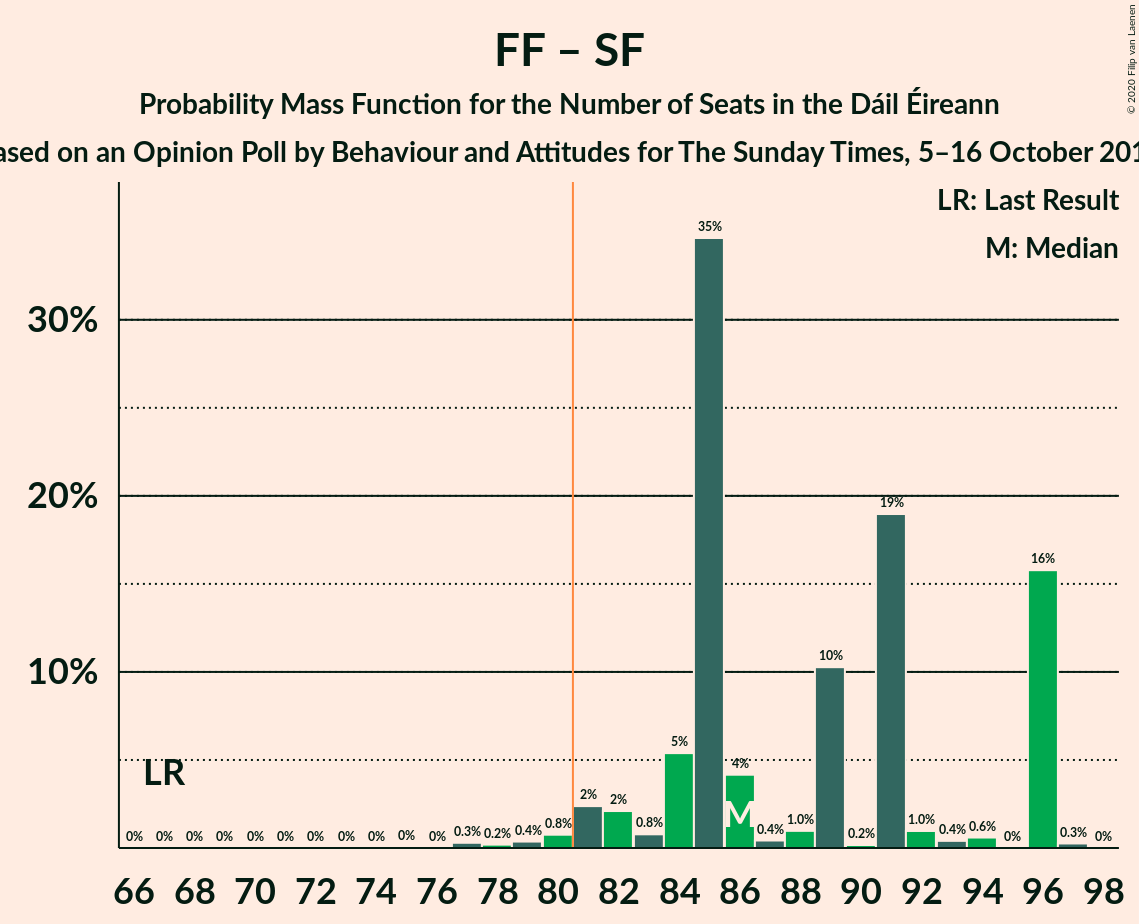 © 2020 Filip van Laenen
FF – SF
Probability Mass Function for the Number of Seats in the Dáil Éireann
ased on an Opinion Poll by Behaviour and Attitudes for The Sunday Times, 5–16 October 201
LR: Last Result
M: Median
35%
30%
20%
19%
16%
10%
10%
5%
4%
LR
M
2%
2%
0% 0% 0% 0% 0% 0% 0% 0% 0% 0% 0% 0.3% 0.2% 0.4% 0.8% 0.8% 0.4% 1.0% 0.2% 1.0% 0.4% 0.6% 0% 0.3% 0%
66 68 70 72 74 76 78 80 82 84 86 88 90 92 94 96 98